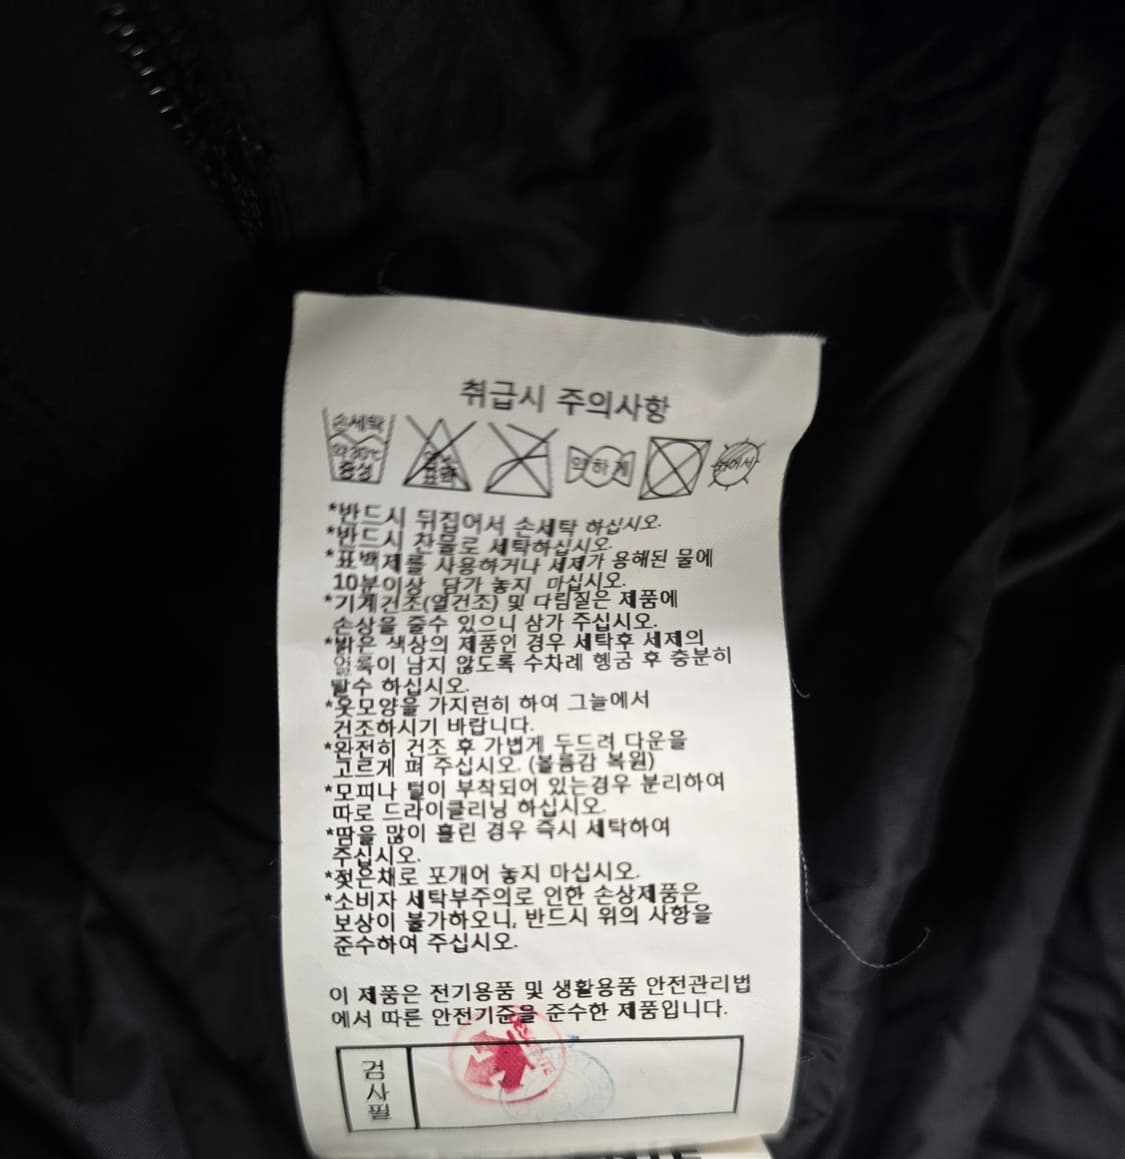 취급시 주의사항
손세탁
약30℃
중성
염소
표백
약하게
뉘어서
*반드시 뒤집어서 손세탁 하십시오.
*반드시 찬물로 세탁하십시오.
*표백제를 사용하거나 세제가 용해된 물에
10분이상 담가 놓지 마십시오.
*기계건조(열건조) 및 다림질은 제품에
손상을 줄수 있으니 삼가 주십시오.
*밝은 색상의 제품인 경우 세탁후 세제의
얼룩이 남지 않도록 수차례 헹굼 후 충분히
탈수 하십시오.
*옷모양을 가지런히 하여 그늘에서
건조하시기 바랍니다.
*완전히 건조 후 가볍게 두드려 다운을
고르게 펴 주십시오. (볼륨감 복원)
*모피나 털이 부착되어 있는경우 분리하여
따로 드라이클리닝 하십시오.
*땀을 많이 흘린 경우 즉시 세탁하여
주십시오.
*젖은채로 포개어 놓지 마십시오.
*소비자 세탁부주의로 인한 손상제품은
보상이 불가하오니, 반드시 위의 사항을
준수하여 주십시오.
이 제품은 전기용품 및 생활용품 안전관리법
에서 따른 안전기준을 준수한 제품입니다.
검사필